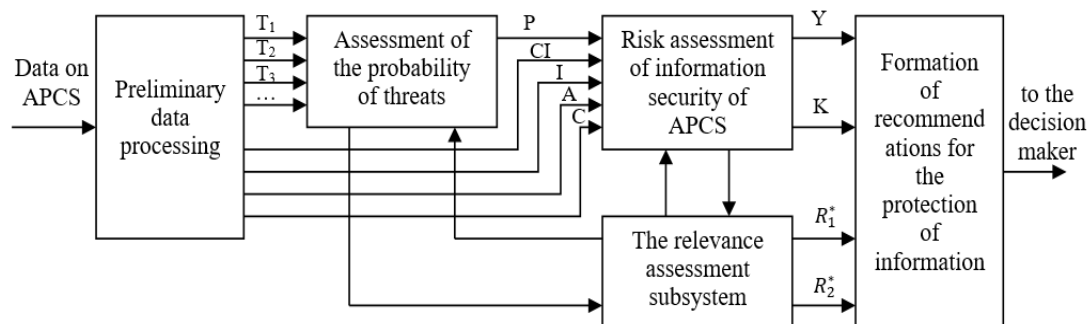 Data on
APCS
Preliminary
data
processing
T₁
T₂
T₃
…
Assessment of
the probability
of threats
P
CI
I
A
C
Risk assessment
of information
security of
APCS
Y
K
The relevance
assessment
subsystem
R₁*
R₂*
Formation
of
recommend
ations for
the
protection
of
information
to the
decision
maker